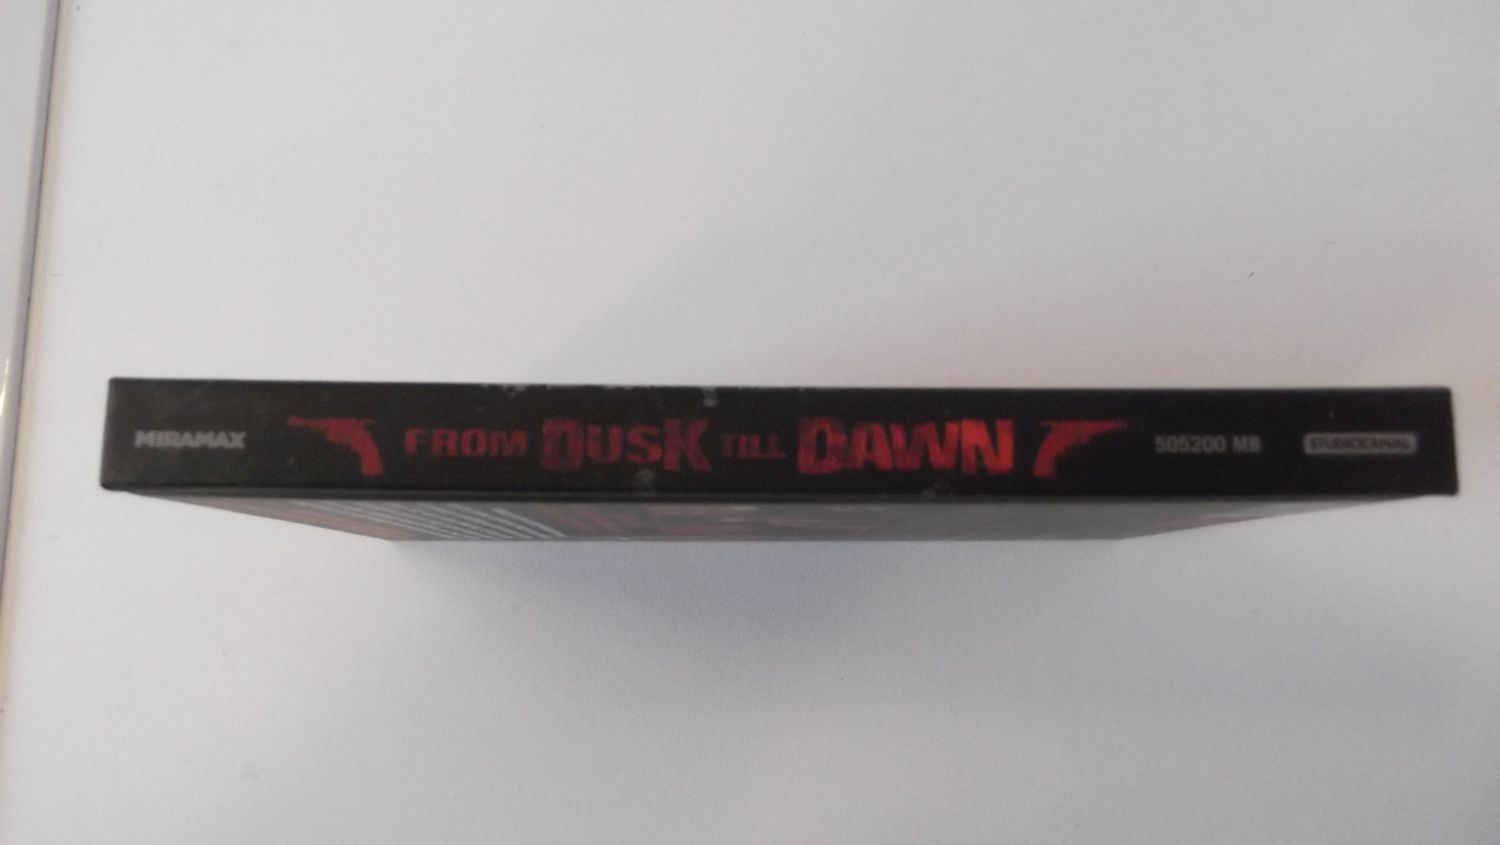 MIRAMAX FROM DUSK TILL DAWN 505200 MB STUDIOCANAL